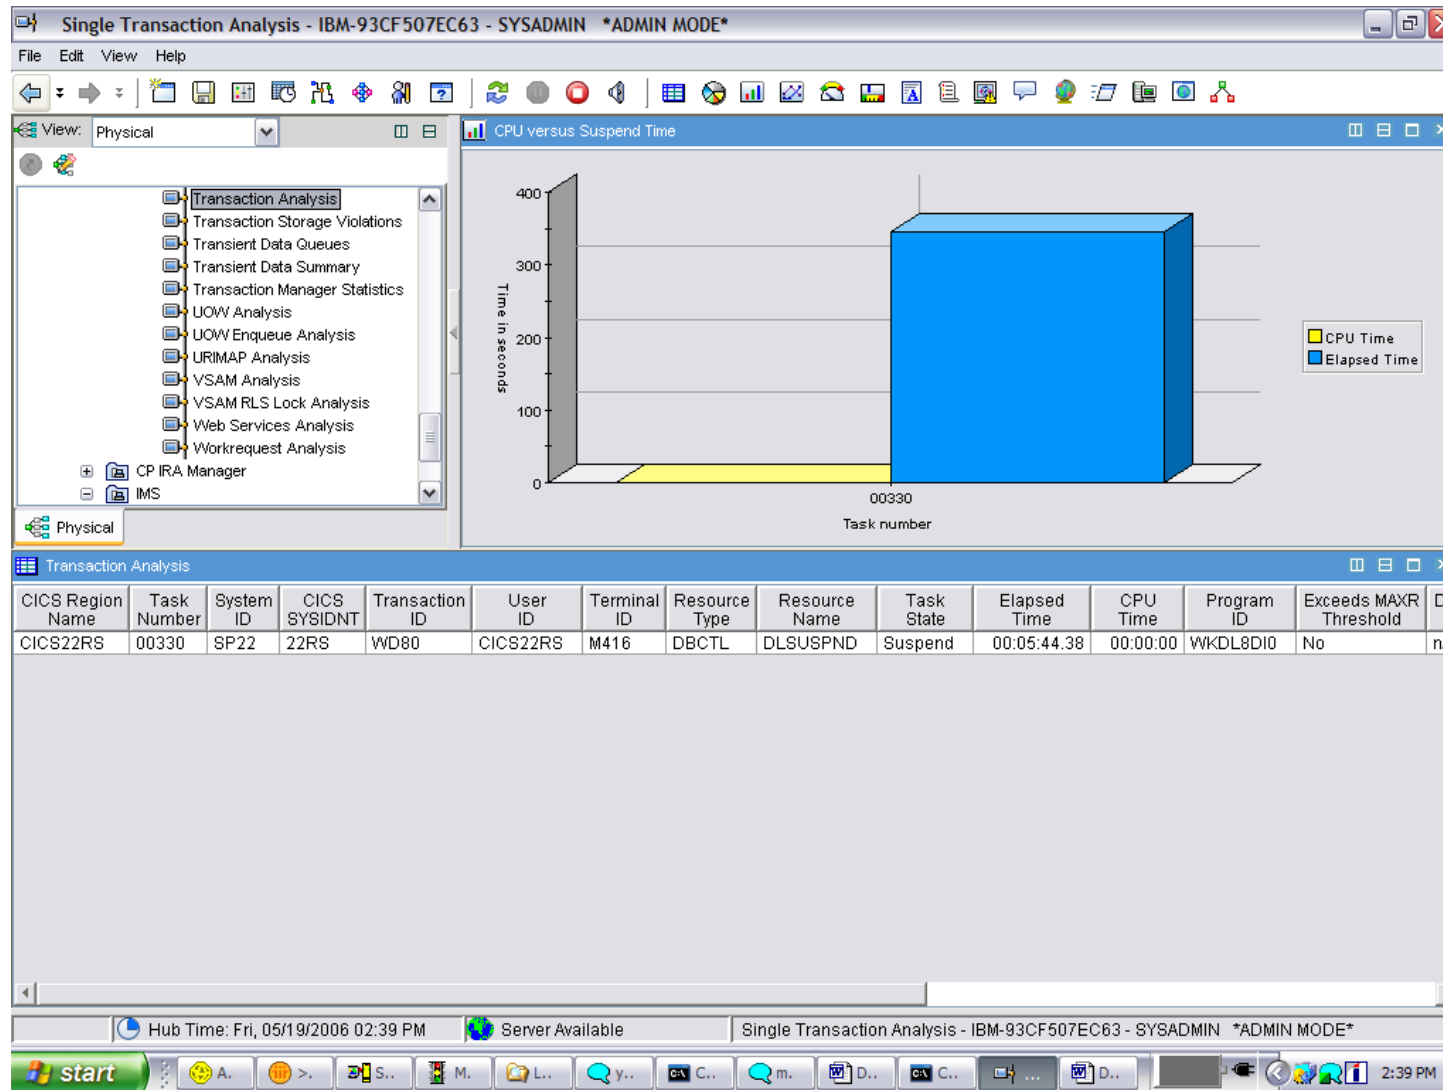 Single Transaction Analysis - IBM-93CF507EC63 - SYSADMIN *ADMIN MODE*
File Edit View Help
View: Physical
Transaction Analysis
Transaction Storage Violations
Transient Data Queues
Transient Data Summary
Transaction Manager Statistics
UOW Analysis
UOW Enqueue Analysis
URIMAP Analysis
VSAM Analysis
VSAM RLS Lock Analysis
Web Services Analysis
Workrequest Analysis
CP IRA Manager
IMS
Physical
CPU versus Suspend Time
400
300
200
100
0
Time in seconds
00330
Task number
CPU Time
Elapsed Time
Transaction Analysis
CICS Region Name Task Number System ID CICS SYSIDNT Transaction ID User ID Terminal ID Resource Type Resource Name Task State Elapsed Time CPU Time Program ID Exceeds MAXR Threshold D
CICS22RS 00330 SP22 22RS WD80 CICS22RS M416 DBCTL DLSUSPND Suspend 00:05:44.38 00:00:00 WKDL8DI0 No n
Hub Time: Fri, 05/19/2006 02:39 PM Server Available Single Transaction Analysis - IBM-93CF507EC63 - SYSADMIN *ADMIN MODE*
start A.. >. S.. M. L... y.. C.. m. D.. C.. ... D.. 2:39 PM